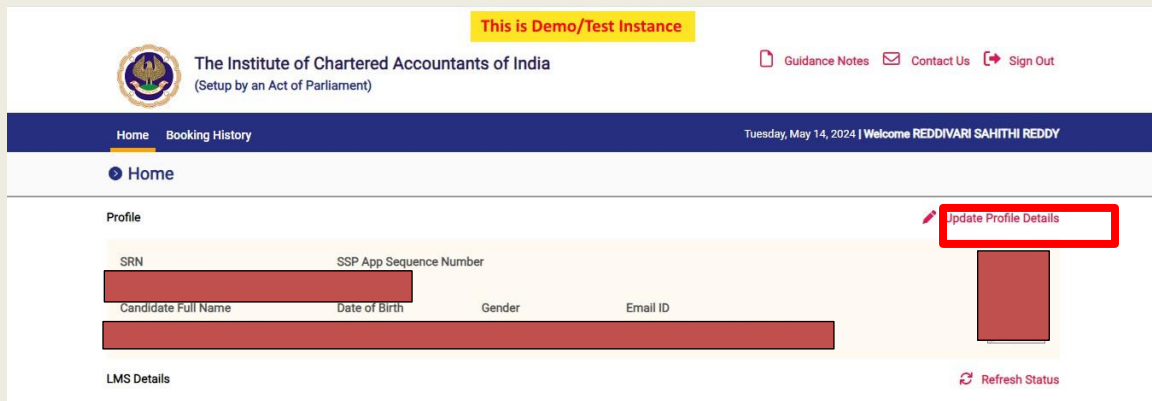 This is Demo/Test Instance
The Institute of Chartered Accountants of India
(Setup by an Act of Parliament)
Guidance Notes Contact Us Sign Out
Home Booking History
Tuesday, May 14, 2024 | Welcome REDDIVARI SAHITHI REDDY
Home
Profile
Update Profile Details
SRN SSP App Sequence Number
Candidate Full Name Date of Birth Gender Email ID
LMS Details
Refresh Status